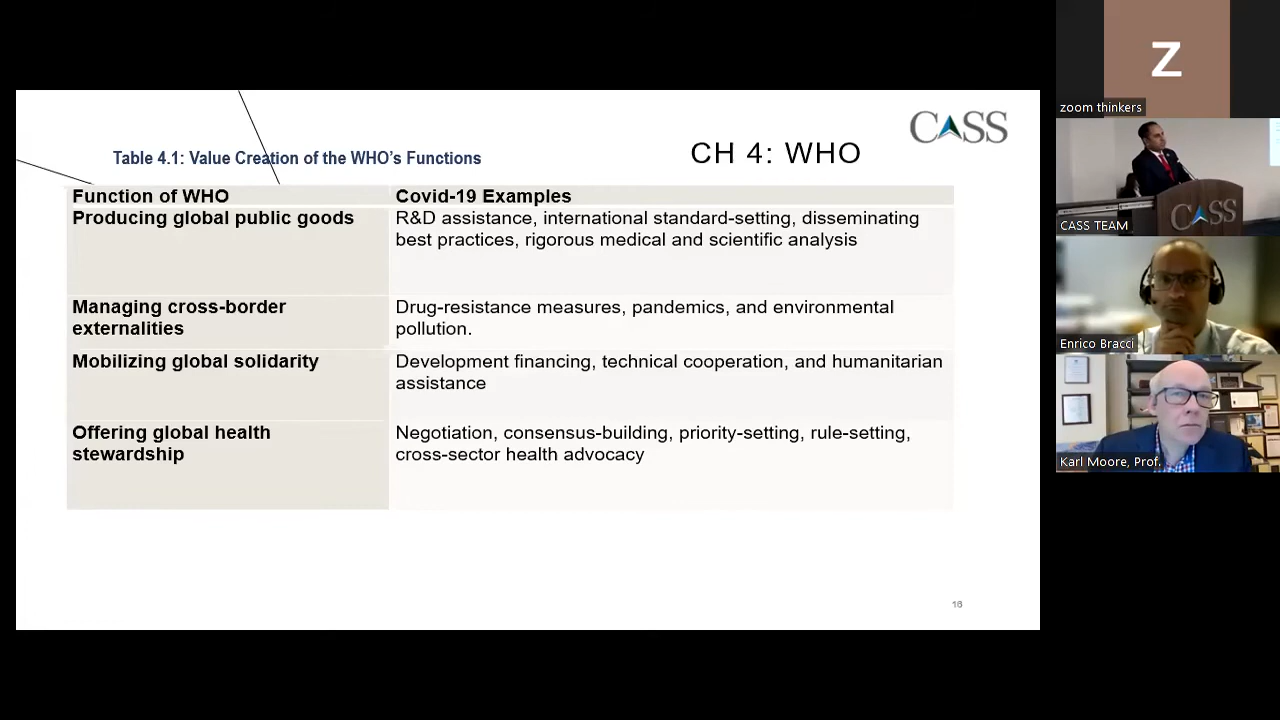 CASS
Table 4.1: Value Creation of the WHO's Functions
CH 4: WHO
Function of WHO
Covid-19 Examples
Producing global public goods
R&D assistance, international standard-setting, disseminating
best practices, rigorous medical and scientific analysis
Managing cross-border
externalities
Drug-resistance measures, pandemics, and environmental
pollution.
Mobilizing global solidarity
Development financing, technical cooperation, and humanitarian
assistance
Offering global health
stewardship
Negotiation, consensus-building, priority-setting, rule-setting,
cross-sector health advocacy
16
Z
zoom thinkers
CASS
CASS TEAM
Enrico Bracci
Karl Moore, Prof.